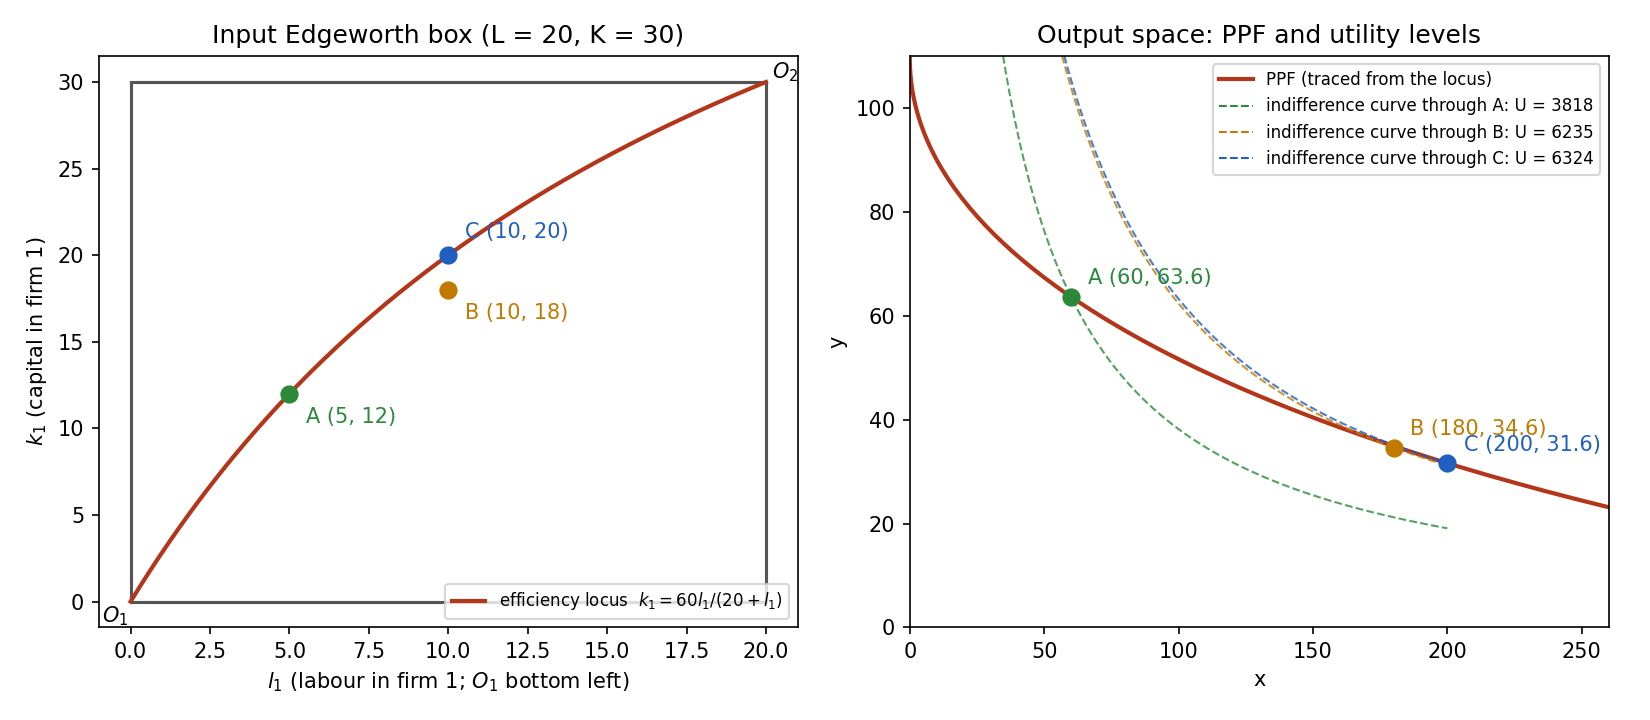 Input Edgeworth box (L = 20, K = 30)
k₁ (capital in firm 1)
30
25
20
15
10
5
0
O₂
C (10, 20)
B (10, 18)
A (5, 12)
O₁
efficiency locus k₁ = 60l₁/(20 + l₁)
0.0 2.5 5.0 7.5 10.0 12.5 15.0 17.5 20.0
l₁ (labour in firm 1; O₁ bottom left)
Output space: PPF and utility levels
y
100
80
60
40
20
0
PPF (traced from the locus)
indifference curve through A: U = 3818
indifference curve through B: U = 6235
indifference curve through C: U = 6324
A (60, 63.6)
B (180, 34.6)
C (200, 31.6)
0 50 100 150 200 250
x